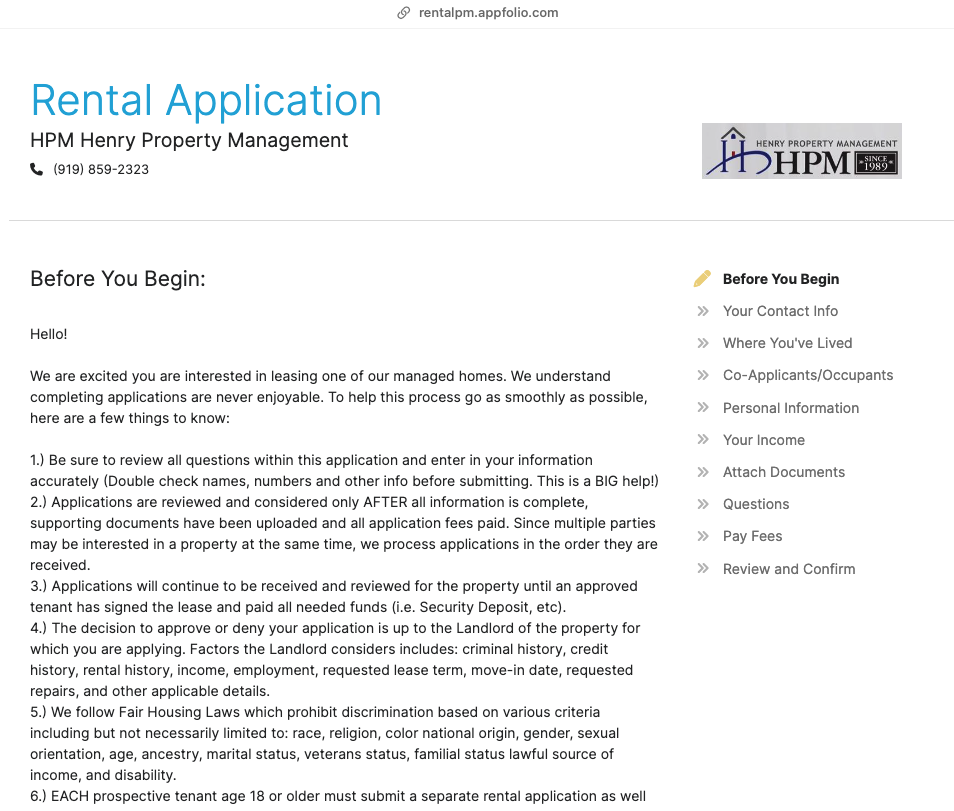 rentalpm.appfolio.com
Rental Application
HPM Henry Property Management
(919) 859-2323
HENRY PROPERTY MANAGEMENT
HPM
SINCE
1989
Before You Begin:
Hello!
We are excited you are interested in leasing one of our managed homes. We understand
completing applications are never enjoyable. To help this process go as smoothly as possible,
here are a few things to know:
1.) Be sure to review all questions within this application and enter in your information
accurately (Double check names, numbers and other info before submitting. This is a BIG help!)
2.) Applications are reviewed and considered only AFTER all information is complete,
supporting documents have been uploaded and all application fees paid. Since multiple parties
may be interested in a property at the same time, we process applications in the order they are
received.
3.) Applications will continue to be received and reviewed for the property until an approved
tenant has signed the lease and paid all needed funds (i.e. Security Deposit, etc).
4.) The decision to approve or deny your application is up to the Landlord of the property for
which you are applying. Factors the Landlord considers includes: criminal history, credit
history, rental history, income, employment, requested lease term, move-in date, requested
repairs, and other applicable details.
5.) We follow Fair Housing Laws which prohibit discrimination based on various criteria
including but not necessarily limited to: race, religion, color national origin, gender, sexual
orientation, age, ancestry, marital status, veterans status, familial status lawful source of
income, and disability.
6.) EACH prospective tenant age 18 or older must submit a separate rental application as well
Before You Begin
Your Contact Info
Where You've Lived
Co-Applicants/Occupants
Personal Information
Your Income
Attach Documents
Questions
Pay Fees
Review and Confirm